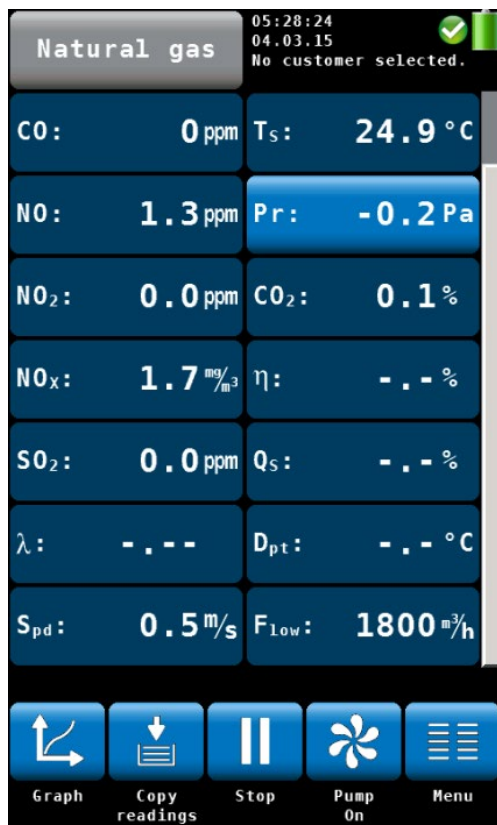 Natural gas
05:28:24
04.03.15
No customer selected.
CO: 0 ppm
Ts: 24.9 °C
NO: 1.3 ppm
Pr: -0.2 Pa
NO₂: 0.0 ppm
CO₂: 0.1 %
NOx: 1.7 mg/m³
η: -.- %
SO₂: 0.0 ppm
Qs: -.- %
λ: -.--
Dpt: -.- °C
Spd: 0.5 m/s
Flow: 1800 m³/h
Graph
Copy
readings
Stop
Pump
On
Menu